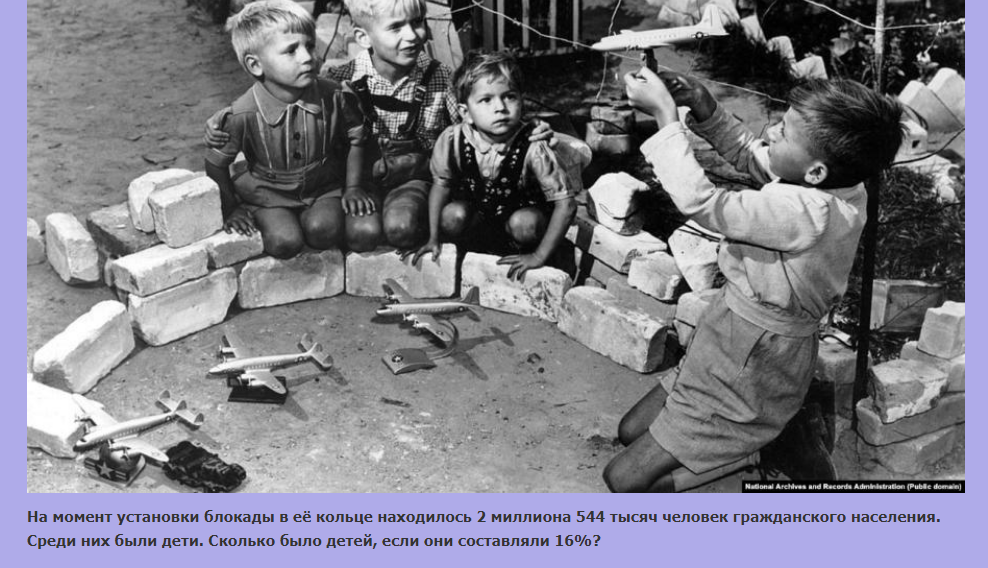 National Archives and Records Administration (Public domain)
На момент установки блокады в её кольце находилось 2 миллиона 544 тысяч человек гражданского населения.
Среди них были дети. Сколько было детей, если они составляли 16%?